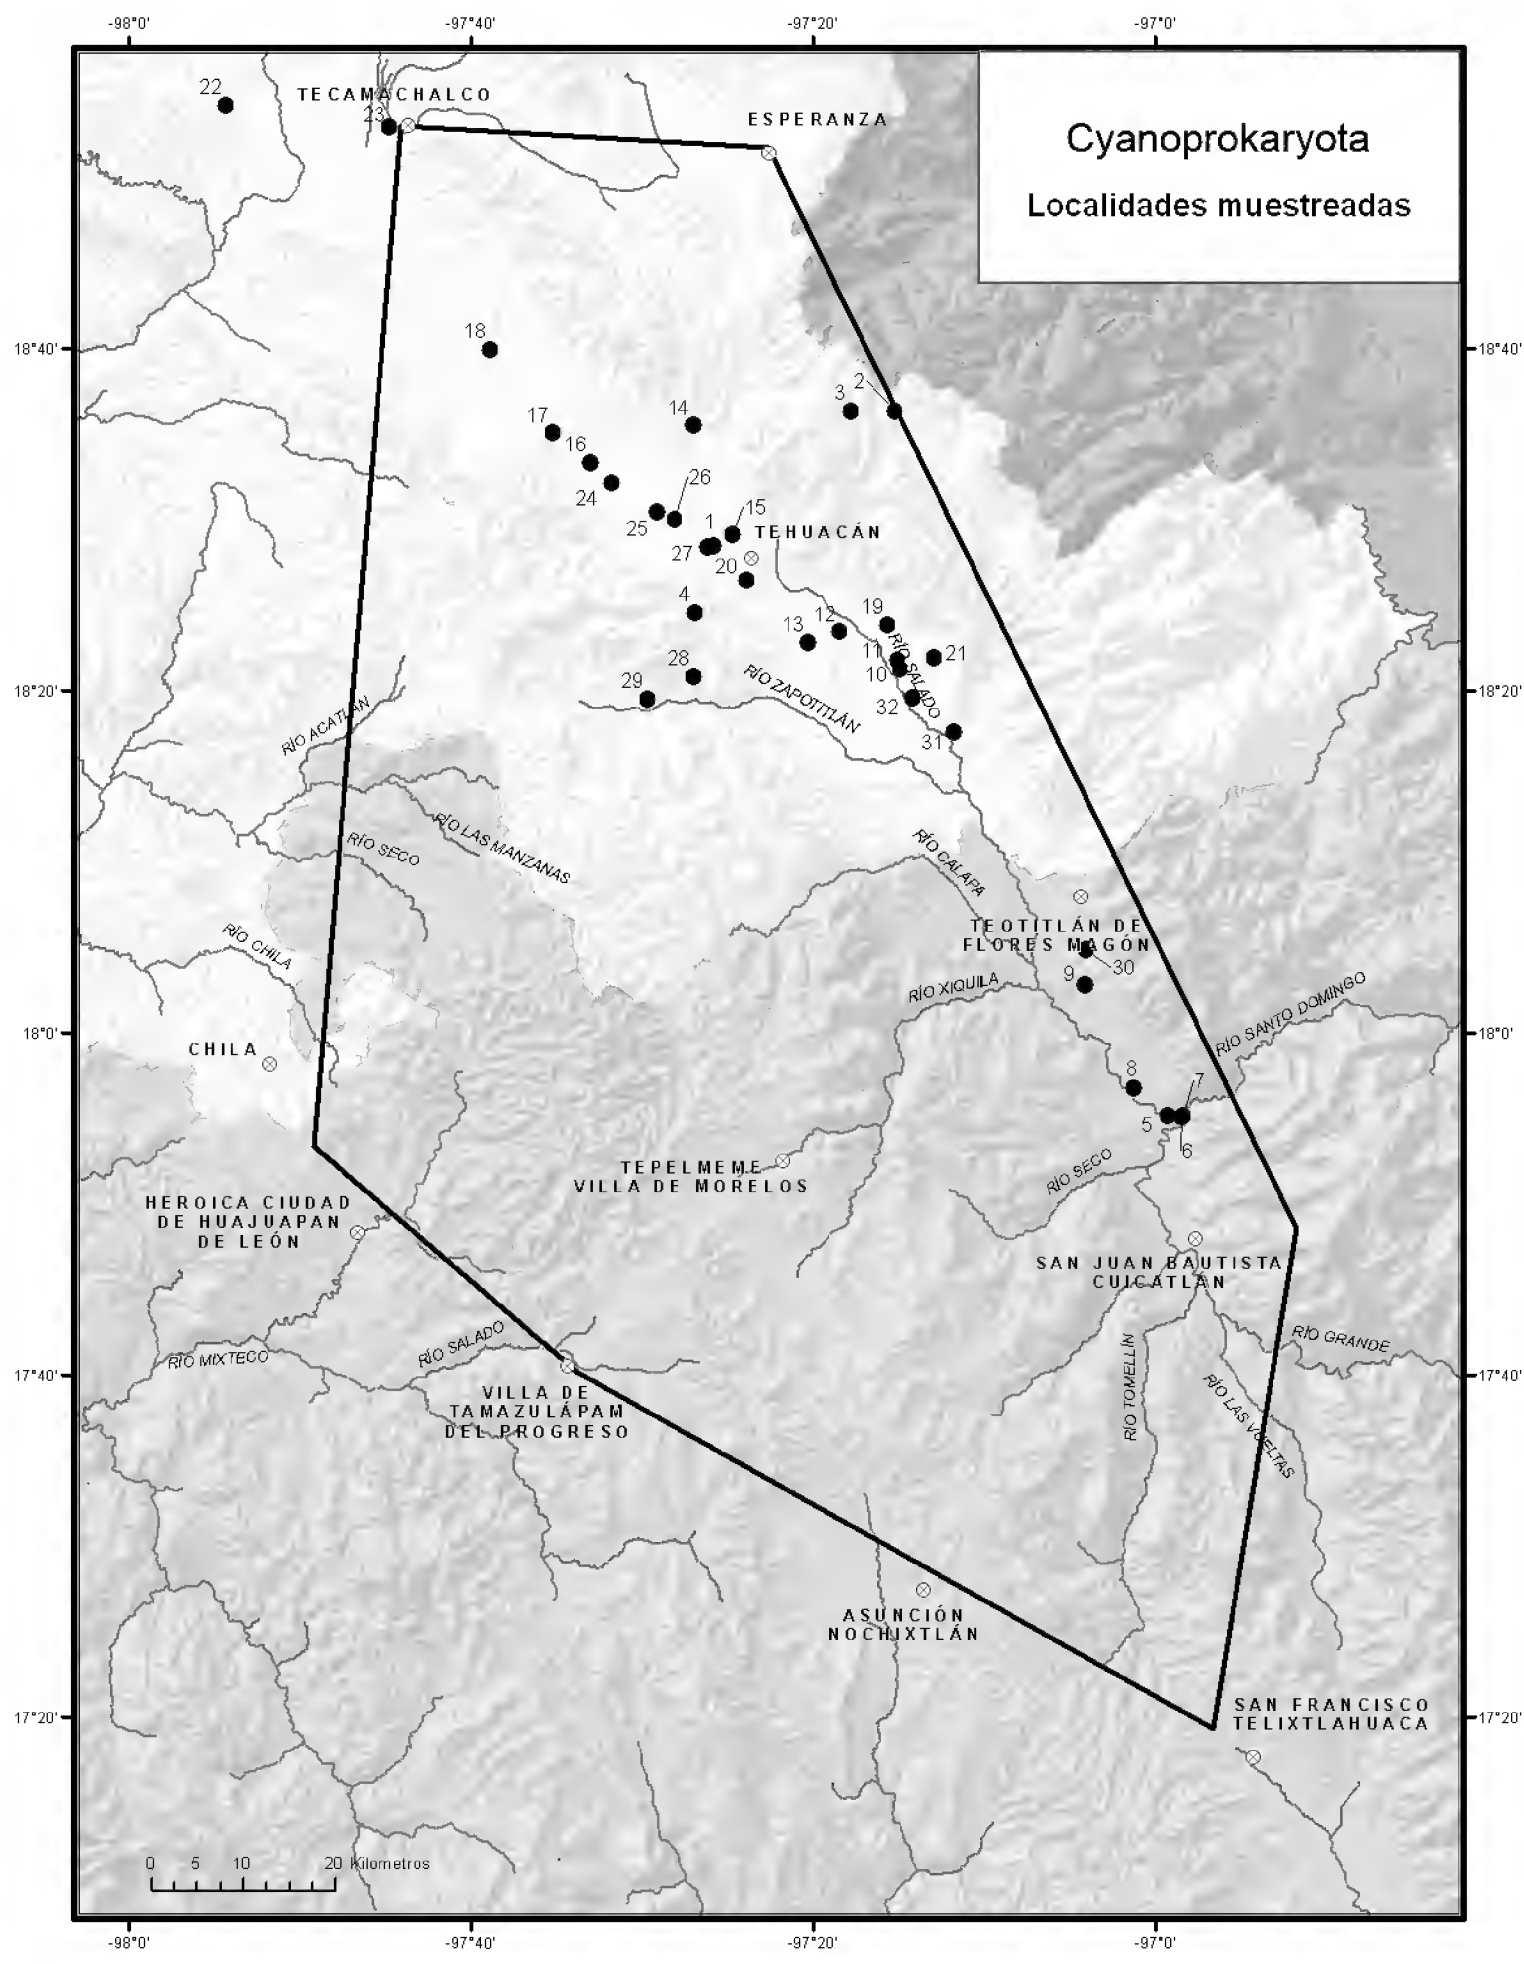 -98°0'
-97°40'
-97°20'
-97°0'
Cyanoprokaryota
Localidades muestreadas
22
TECAMACHALCO
23
ESPERANZA
18°40'
18°40'
18
2
3
14
17
16
24
26
25
1
15
TEHUACÁN
27
20
4
19
12
13
11
21
10
RÍO SALADO
28
29
RÍO ZAPOTITLÁN
32
31
18°20'
18°20'
RÍO ACATLÁN
RÍO LAS MANZANAS
RÍO SECO
RÍO CALAPA
TEOTITLÁN DE
FLORES MAGÓN
30
9
RÍO CHILA
RÍO XIQUILA
RÍO SANTO DOMINGO
18°0'
18°0'
CHILA
8
7
5
6
TEPELMEME
VILLA DE MORELOS
RÍO SECO
HEROICA CIUDAD
DE HUAJUAPAN
DE LEÓN
SAN JUAN BAUTISTA
CUICATLÁN
RÍO MIXTECO
RÍO SALADO
RÍO GRANDE
RÍO TOMELLÍN
RÍO LAS VUELTAS
17°40'
17°40'
VILLA DE
TAMAZULÁPAM
DEL PROGRESO
ASUNCIÓN
NOCHIXTLÁN
SAN FRANCISCO
TELIXTLAHUACA
17°20'
17°20'
0 5 10 20 Kilometros
-98°0'
-97°40'
-97°20'
-97°0'